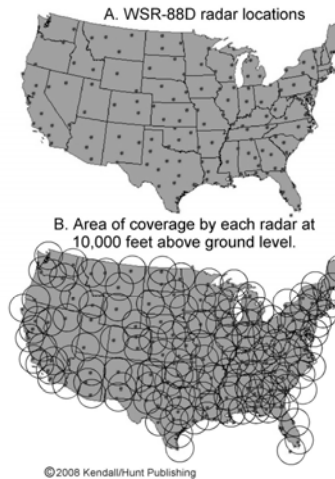 A. WSR-88D radar locations
B. Area of coverage by each radar at
10,000 feet above ground level.
©2008 Kendall/Hunt Publishing